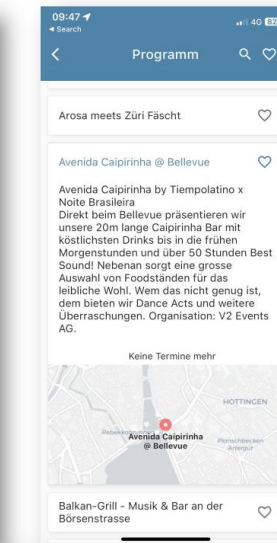 09:47
4G 82
◄ Search
Programm
Arosa meets Züri Fäscht
Avenida Caipirinha @ Bellevue
Avenida Caipirinha by Tiempolatino x
Noite Brasileira
Direkt beim Bellevue präsentieren wir
unsere 20m lange Caipirinha Bar mit
köstlichsten Drinks bis in die frühen
Morgenstunden und über 50 Stunden Best
Sound! Nebenan sorgt eine grosse
Auswahl von Foodständen für das
leibliche Wohl. Wem das nicht genug ist,
dem bieten wir Dance Acts und weitere
Überraschungen. Organisation: V2 Events
AG.
Keine Termine mehr
HOTTINGEN
Avenida Caipirinha
@ Bellevue
Balkan-Grill - Musik & Bar an der
Börsenstrasse